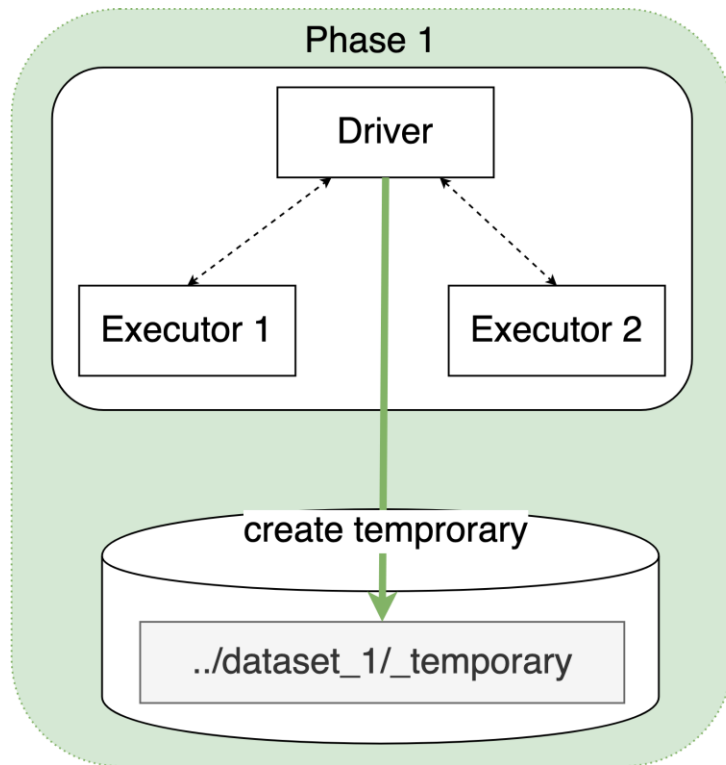 Phase 1
Driver
Executor 1
Executor 2
create temprorary
../dataset_1/_temporary